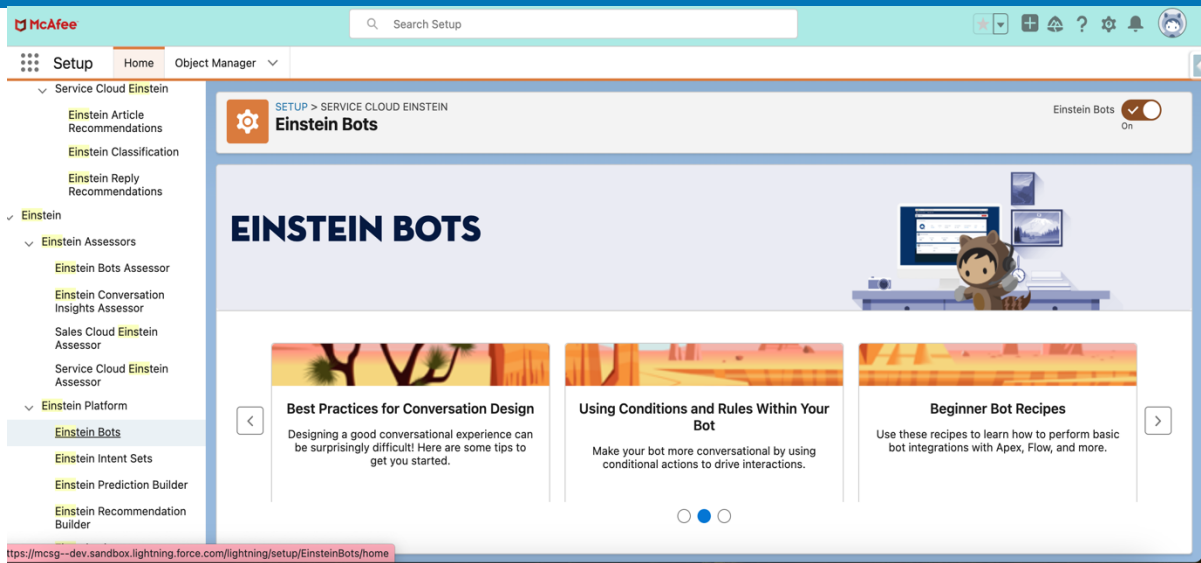 McAfee
Search Setup
Setup
Home
Object Manager
Service Cloud Einstein
Einstein Article
Recommendations
Einstein Classification
Einstein Reply
Recommendations
Einstein
Einstein Assessors
Einstein Bots Assessor
Einstein Conversation
Insights Assessor
Sales Cloud Einstein
Assessor
Service Cloud Einstein
Assessor
Einstein Platform
Einstein Bots
Einstein Intent Sets
Einstein Prediction Builder
Einstein Recommendation
Builder
ttps://mcsg--dev.sandbox.lightning.force.com/lightning/setup/EinsteinBots/home
SETUP > SERVICE CLOUD EINSTEIN
Einstein Bots
Einstein Bots
On
EINSTEIN BOTS
Best Practices for Conversation Design
Designing a good conversational experience can
be surprisingly difficult! Here are some tips to
get you started.
Using Conditions and Rules Within Your
Bot
Make your bot more conversational by using
conditional actions to drive interactions.
Beginner Bot Recipes
Use these recipes to learn how to perform basic
bot integrations with Apex, Flow, and more.